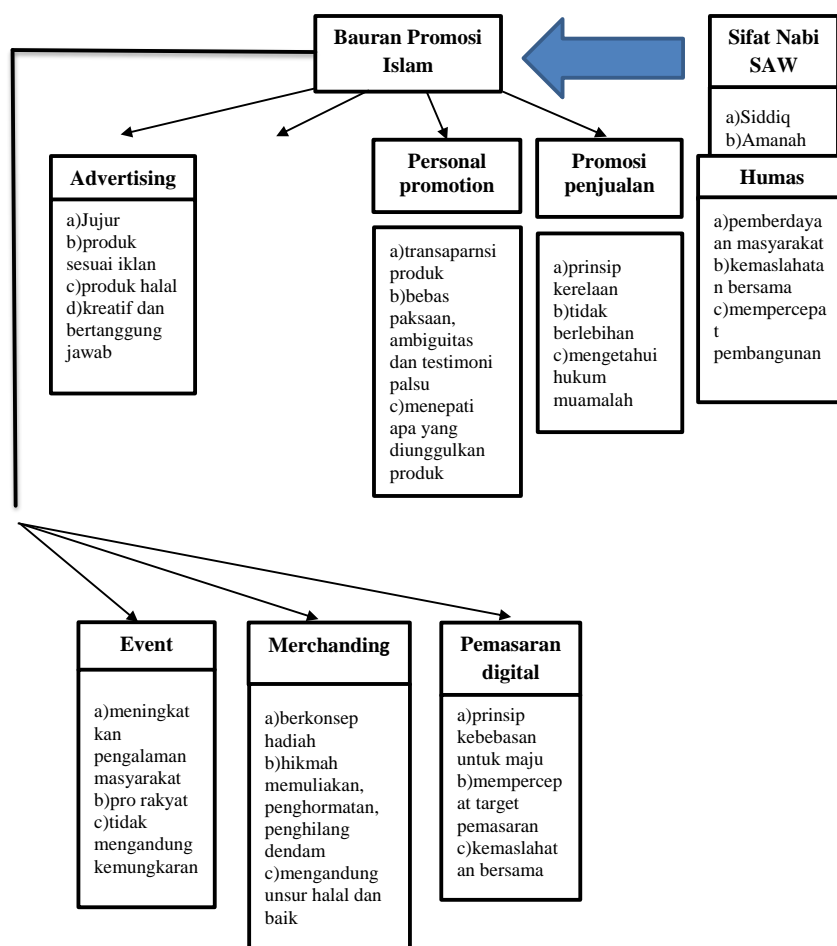 Bauran Promosi
Islam
Sifat Nabi
SAW
a)Siddiq
b)Amanah
Advertising
a)Jujur
b)produk
sesuai iklan
c)produk halal
d)kreatif dan
bertanggung
jawab
Personal
promotion
a)transaparnsi
produk
b)bebas
paksaan,
ambiguitas
dan testimoni
palsu
c)menepati
apa yang
diunggulkan
produk
Promosi
penjualan
a)prinsip
kerelaan
b)tidak
berlebihan
c)mengetahui
hukum
muamalah
Humas
a)pemberdaya
an masyarakat
b)kemaslahata
n bersama
c)mempercepa
t
pembangunan
Event
a)meningkat
kan
pengalaman
masyarakat
b)pro rakyat
c)tidak
mengandung
kemungkaran
Merchanding
a)berkonsep
hadiah
b)hikmah
memuliakan,
penghormatan,
penghilang
dendam
c)mengandung
unsur halal dan
baik
Pemasaran
digital
a)prinsip
kebebasan
untuk maju
b)mempercep
at target
pemasaran
c)kemaslahat
an bersama